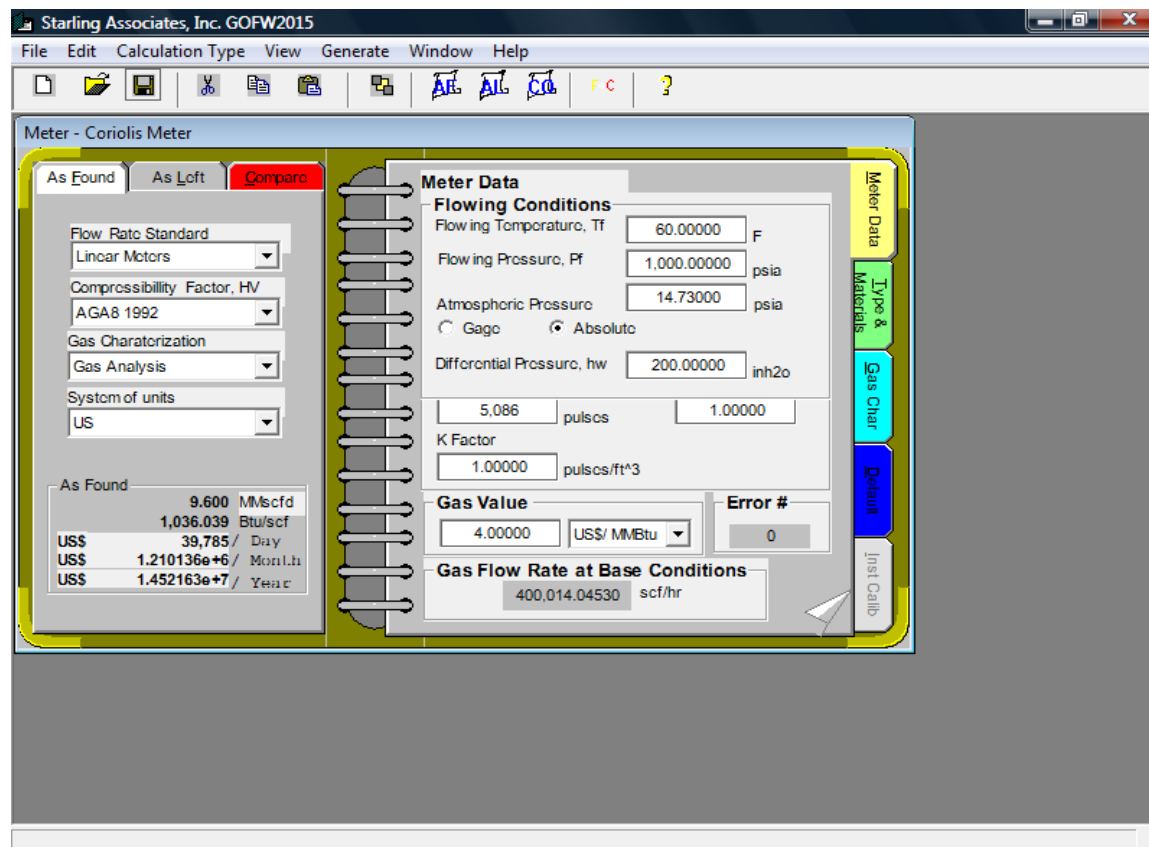 Starling Associates, Inc. GOFW2015
File Edit Calculation Type View Generate Window Help
Meter - Coriolis Meter
As Found As Left Compare
Flow Rate Standard
Linear Meters
Compressibillity Factor, HV
AGA8 1992
Gas Charaterization
Gas Analysis
System of units
US
As Found
9.600 MMscfd
1,036.039 Btu/scf
US$ 39,785 / Day
US$ 1.210136e+6 / Month
US$ 1.452163e+7 / Year
Meter Data
Flowing Conditions
Flowing Temperature, Tf 60.00000 F
Flowing Pressure, Pf 1,000.00000 psia
Atmospheric Pressure 14.73000 psia
Gage Absolute
Differential Pressure, hw 200.00000 inh2o
5,086 pulses 1.00000
K Factor
1.00000 pulses/ft^3
Gas Value
4.00000 US$/ MMBtu
Error #
0
Gas Flow Rate at Base Conditions
400,014.04530 scf/hr
Meter Data
Type &
Materials
Gas Char
Default
Inst Calib